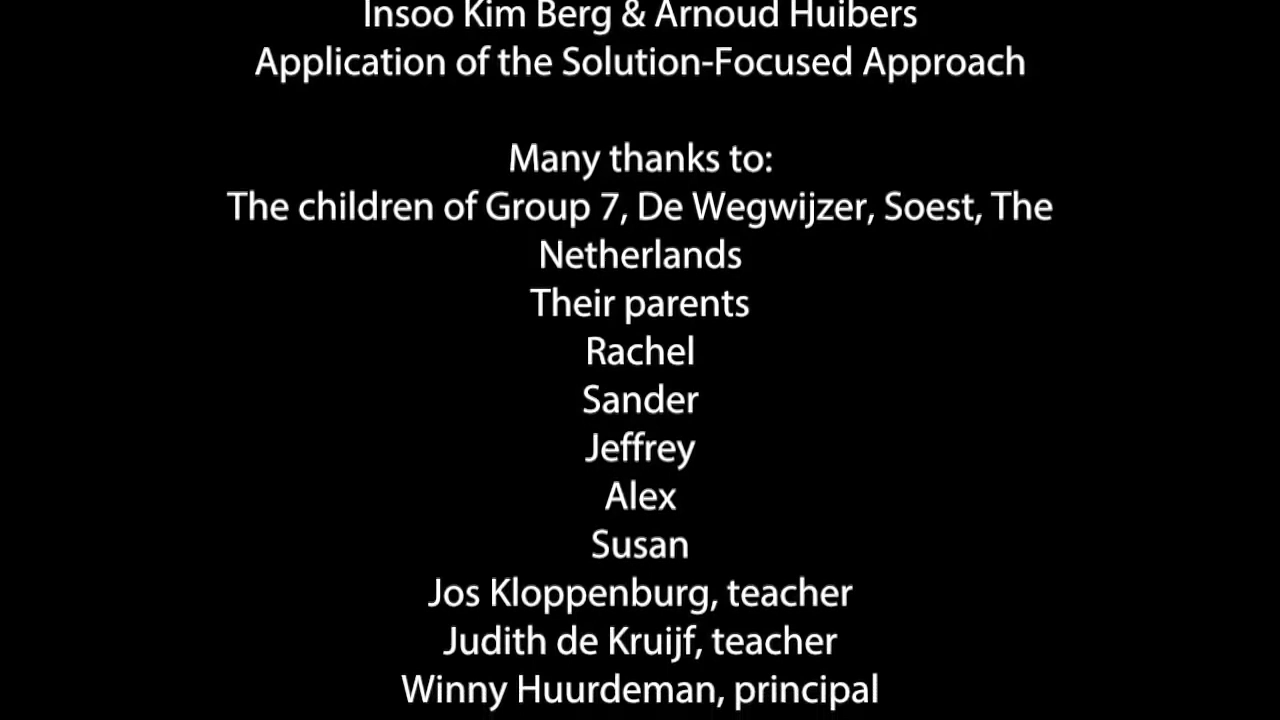 Insoo Kim Berg & Arnoud Huibers
Application of the Solution-Focused Approach
Many thanks to:
The children of Group 7, De Wegwijzer, Soest, The
Netherlands
Their parents
Rachel
Sander
Jeffrey
Alex
Susan
Jos Kloppenburg, teacher
Judith de Kruijf, teacher
Winny Huurdeman, principal